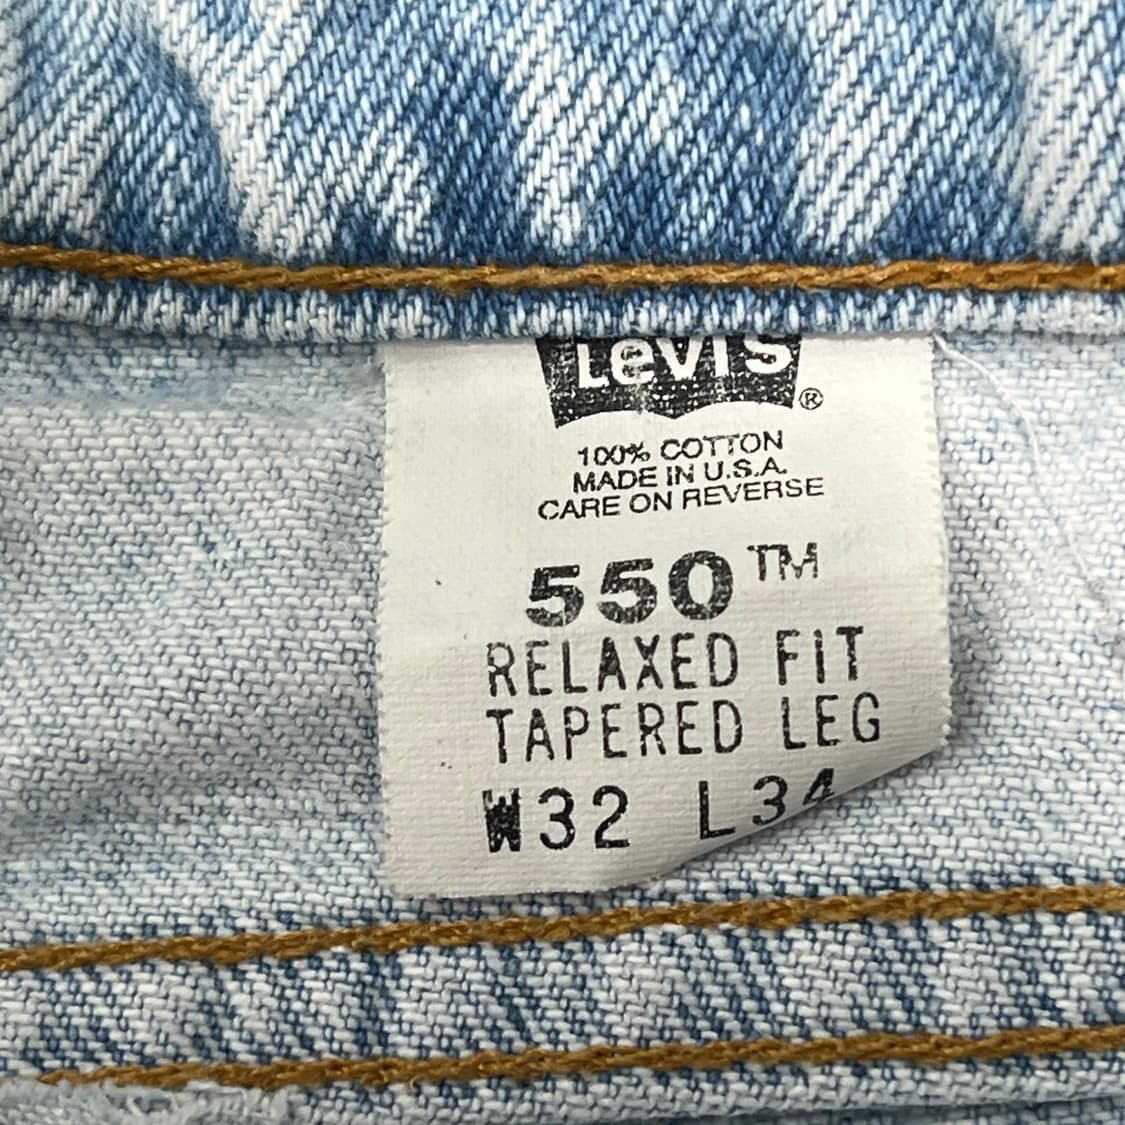 Levi's ®
100% COTTON
MADE IN U.S.A.
CARE ON REVERSE
550™
RELAXED FIT
TAPERED LEG
W32 L34